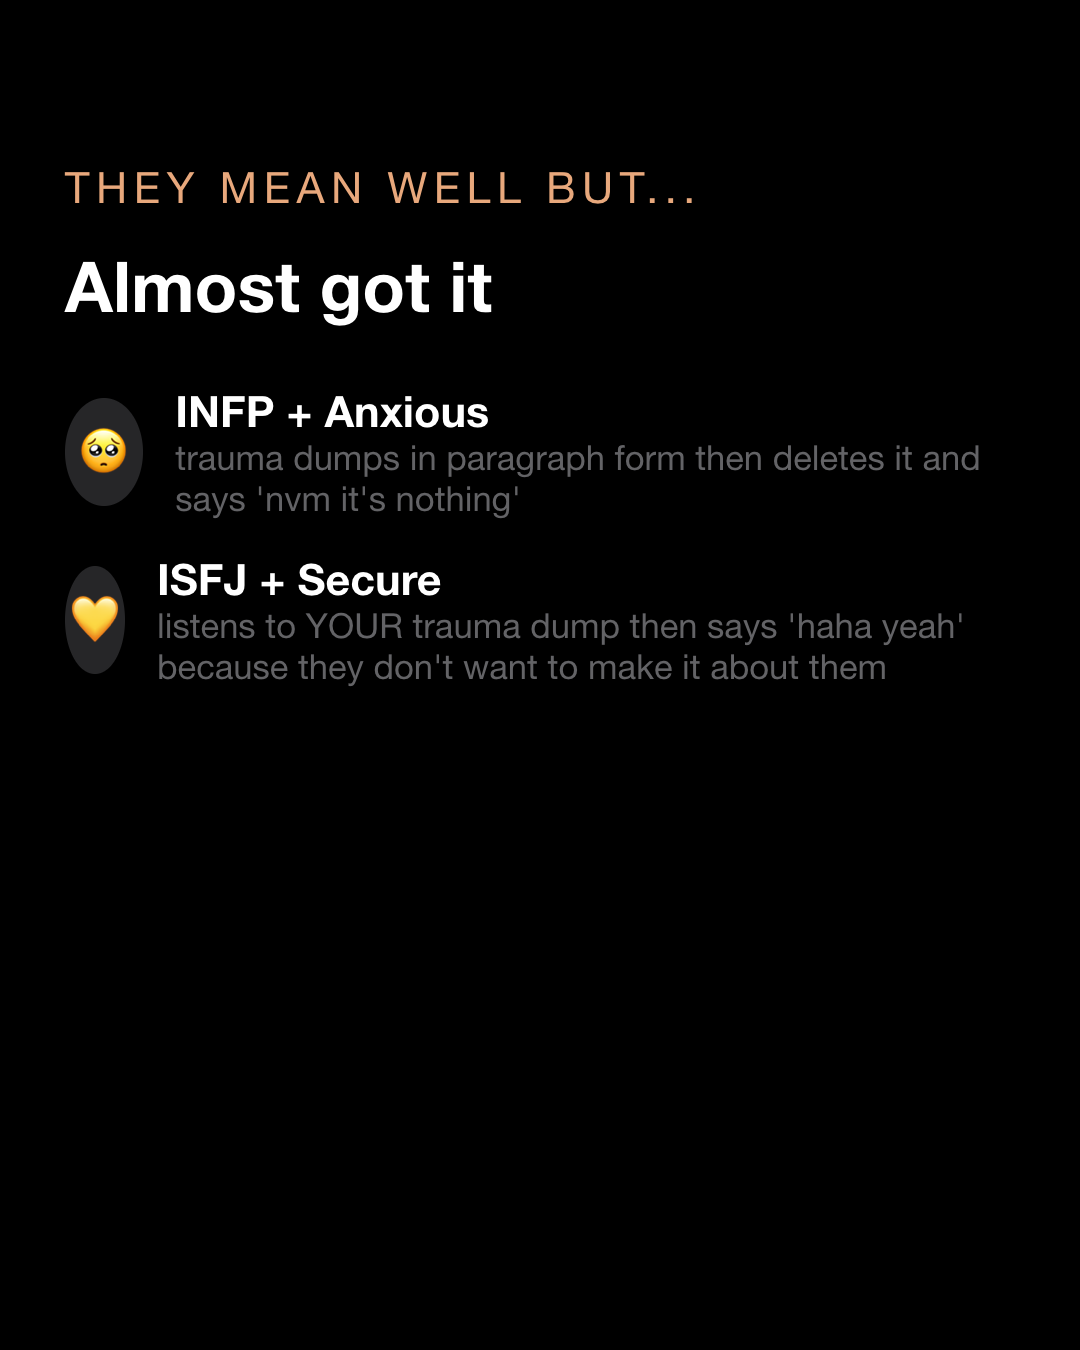 THEY MEAN WELL BUT...
Almost got it
INFP + Anxious
trauma dumps in paragraph form then deletes it and
says 'nvm it's nothing'
ISFJ + Secure
listens to YOUR trauma dump then says 'haha yeah'
because they don't want to make it about them